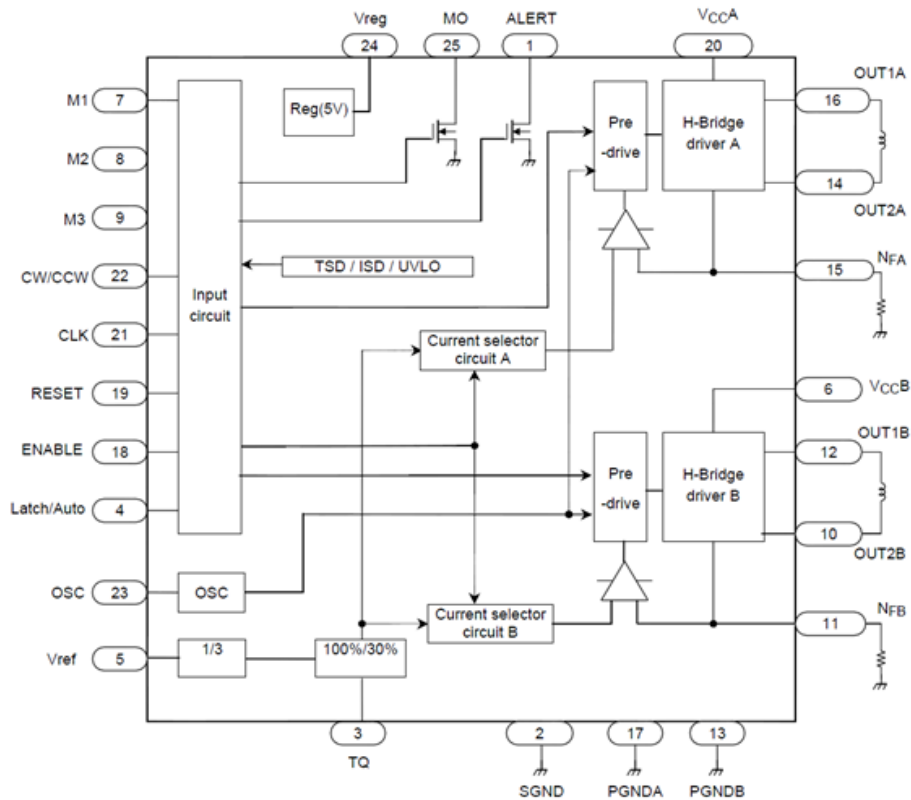 Vreg MO ALERT VCCA
24 25 1 20
OUT1A
M1 7
Reg(5V)
Pre
-drive
H-Bridge
driver A
16
M2 8
14
OUT2A
M3 9
TSD / ISD / UVLO
NFA
15
CW/CCW 22
Input
circuit
CLK 21
Current selector
circuit A
RESET 19
6 VCCB
OUT1B
ENABLE 18
12
Pre
-drive
H-Bridge
driver B
Latch/Auto 4
10
OUT2B
OSC 23 OSC
Current selector
circuit B
NFB
11
Vref 5 1/3 100%/30%
3 2 17 13
TQ
SGND PGNDA PGNDB